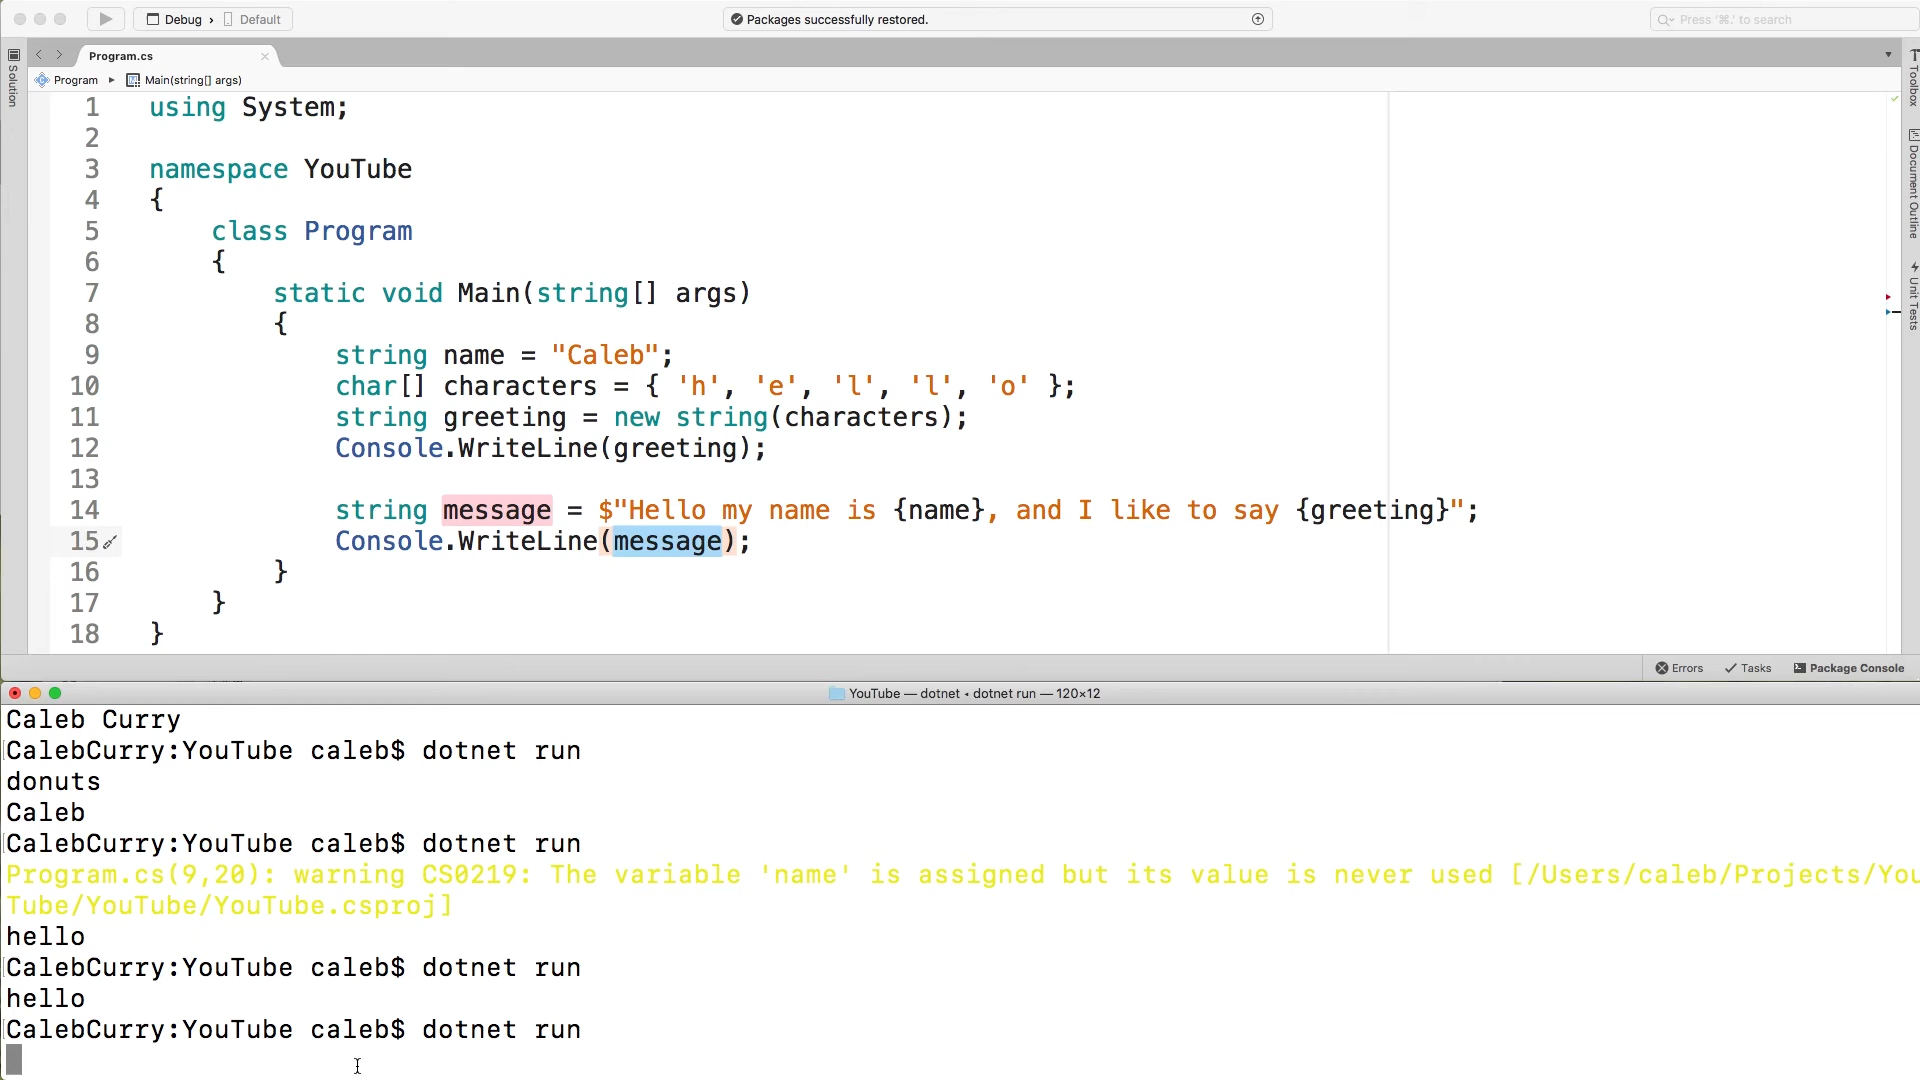 Debug › Default
Packages successfully restored.
Press '⌘.' to search
Program.cs
Program ▸ Main(string[] args)
Solution
Toolbox
Document Outline
Unit Tests
1 using System;
2
3 namespace YouTube
4 {
5 class Program
6 {
7 static void Main(string[] args)
8 {
9 string name = "Caleb";
10 char[] characters = { 'h', 'e', 'l', 'l', 'o' };
11 string greeting = new string(characters);
12 Console.WriteLine(greeting);
13
14 string message = $"Hello my name is {name}, and I like to say {greeting}";
15 Console.WriteLine(message);
16 }
17 }
18 }
Errors Tasks Package Console
YouTube — dotnet ◂ dotnet run — 120×12
Caleb Curry
[CalebCurry:YouTube caleb$ dotnet run
donuts
Caleb
[CalebCurry:YouTube caleb$ dotnet run
Program.cs(9,20): warning CS0219: The variable 'name' is assigned but its value is never used [/Users/caleb/Projects/You
Tube/YouTube/YouTube.csproj]
hello
[CalebCurry:YouTube caleb$ dotnet run
hello
[CalebCurry:YouTube caleb$ dotnet run